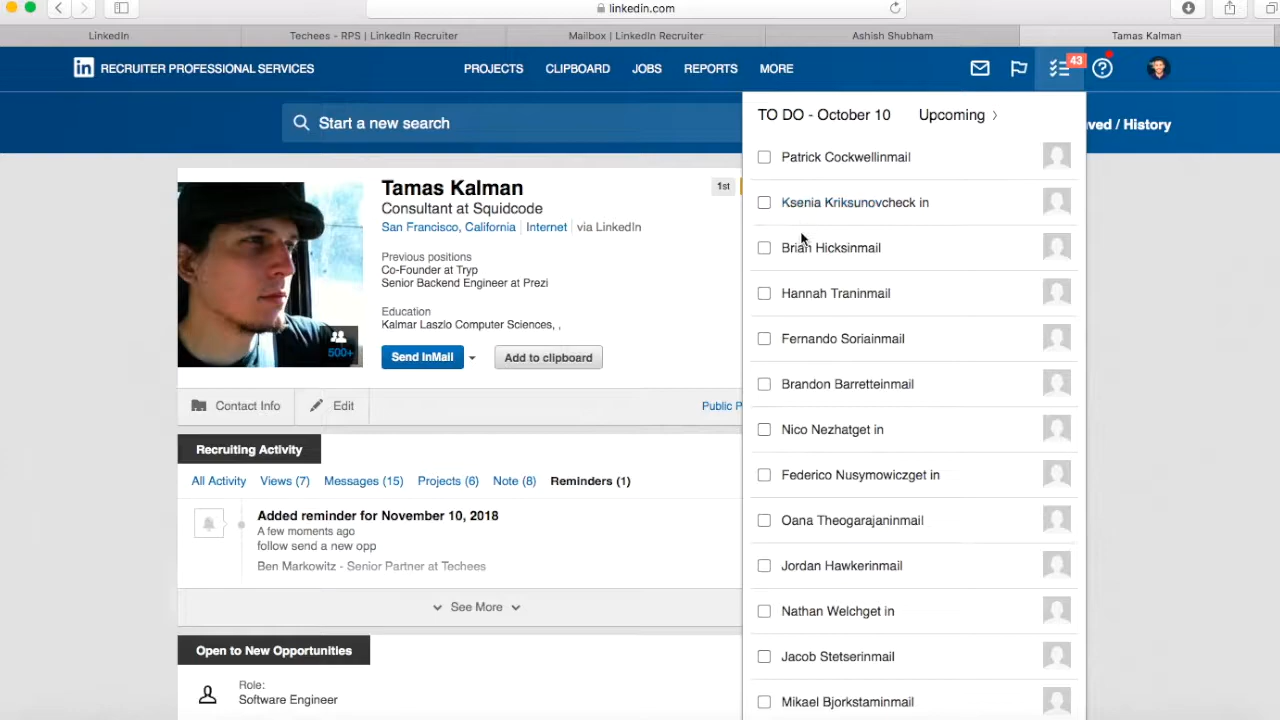 linkedin.com
LinkedIn
Techees - RPS | LinkedIn Recruiter
Mailbox | LinkedIn Recruiter
Ashish Shubham
Tamas Kalman
in RECRUITER PROFESSIONAL SERVICES
PROJECTS
CLIPBOARD
JOBS
REPORTS
MORE
43
Start a new search
ved / History
Tamas Kalman
1st
Consultant at Squidcode
San Francisco, California | Internet | via LinkedIn
Previous positions
Co-Founder at Tryp
Senior Backend Engineer at Prezi
Education
Kalmar Laszlo Computer Sciences, ,
500+
Send InMail
Add to clipboard
Contact Info
Edit
Public P
Recruiting Activity
All Activity
Views (7)
Messages (15)
Projects (6)
Note (8)
Reminders (1)
Added reminder for November 10, 2018
A few moments ago
follow send a new opp
Ben Markowitz - Senior Partner at Techees
See More
Open to New Opportunities
Role:
Software Engineer
TO DO - October 10
Upcoming
Patrick Cockwellinmail
Ksenia Kriksunovcheck in
Brian Hicksinmail
Hannah Traninmail
Fernando Soriainmail
Brandon Barretteinmail
Nico Nezhatget in
Federico Nusymowiczget in
Oana Theogarajaninmail
Jordan Hawkerinmail
Nathan Welchget in
Jacob Stetserinmail
Mikael Bjorkstaminmail